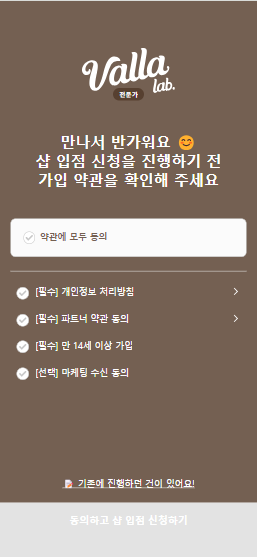 Valla
lab.
전문가
만나서 반가워요 😊
샵 입점 신청을 진행하기 전
가입 약관을 확인해 주세요
약관에 모두 동의
[필수] 개인정보 처리방침
[필수] 파트너 약관 동의
[필수] 만 14세 이상 가입
[선택] 마케팅 수신 동의
기존에 진행하던 건이 있어요!
동의하고 샵 입점 신청하기